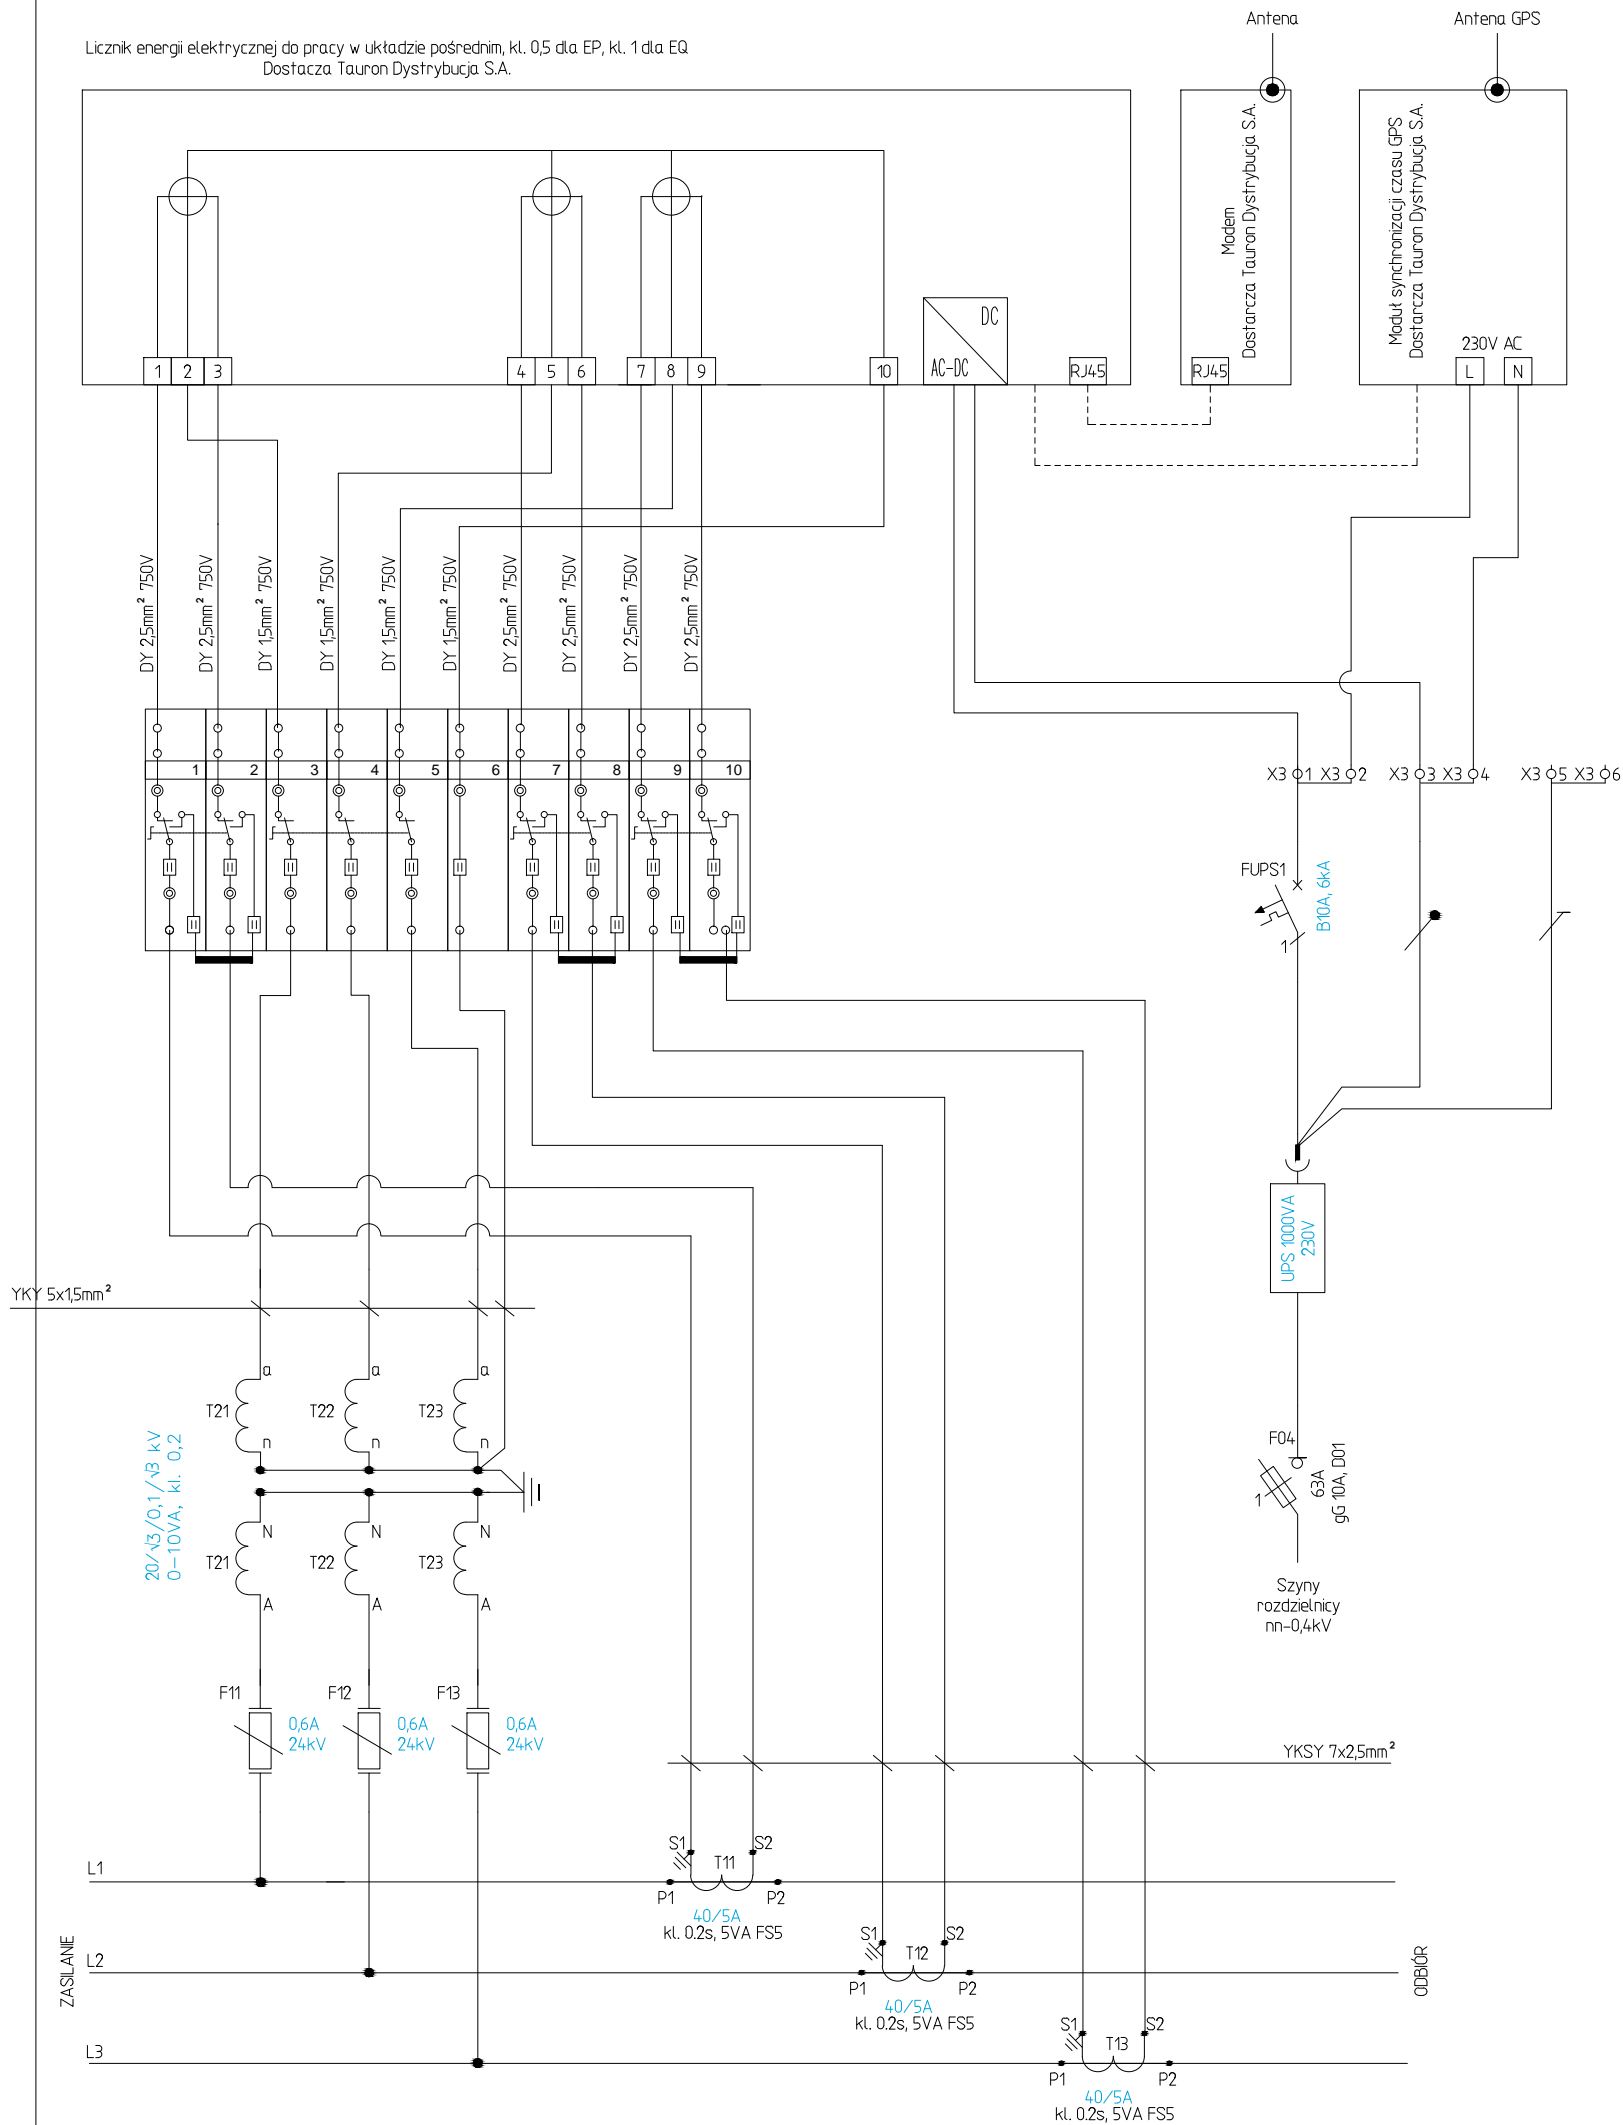 Antena
Antena GPS
Licznik energii elektrycznej do pracy w układzie pośrednim, kl. 0,5 dla EP, kl. 1 dla EQ
Dostacza Tauron Dystrybucja S.A.
Modem
Dostarcza Tauron Dystrybucja S.A.
Moduł synchronizacji czasu GPS
Dostarcza Tauron Dystrybucja S.A.
230V AC
L
N
DC
AC-DC
RJ45
RJ45
1
2
3
4
5
6
7
8
9
10
DY 2,5mm² 750V
DY 2,5mm² 750V
DY 1,5mm² 750V
DY 1,5mm² 750V
DY 1,5mm² 750V
DY 1,5mm² 750V
DY 2,5mm² 750V
DY 2,5mm² 750V
DY 2,5mm² 750V
DY 2,5mm² 750V
1
2
3
4
5
6
7
8
9
10
X3 1
X3 2
X3 3
X3 4
X3 5
X3 6
FUPS1
B10A, 6kA
1
UPS 1000VA
230V
YKY 5x1,5mm²
a
a
a
T21
T22
T23
n
n
n
20/√3/0,1/√3 kV
0-10VA, kl. 0,2
N
N
N
T21
T22
T23
A
A
A
F04
63A
gG 10A, D01
1
Szyny
rozdzielnicy
nn-0,4kV
F11
0,6A
24kV
F12
0,6A
24kV
F13
0,6A
24kV
YKSY 7x2,5mm²
S1
S2
T11
L1
P1
P2
40/5A
kl. 0.2s, 5VA FS5
ZASILANIE
ODBIÓR
S1
S2
T12
L2
P1
P2
40/5A
kl. 0.2s, 5VA FS5
S1
S2
T13
L3
P1
P2
40/5A
kl. 0.2s, 5VA FS5